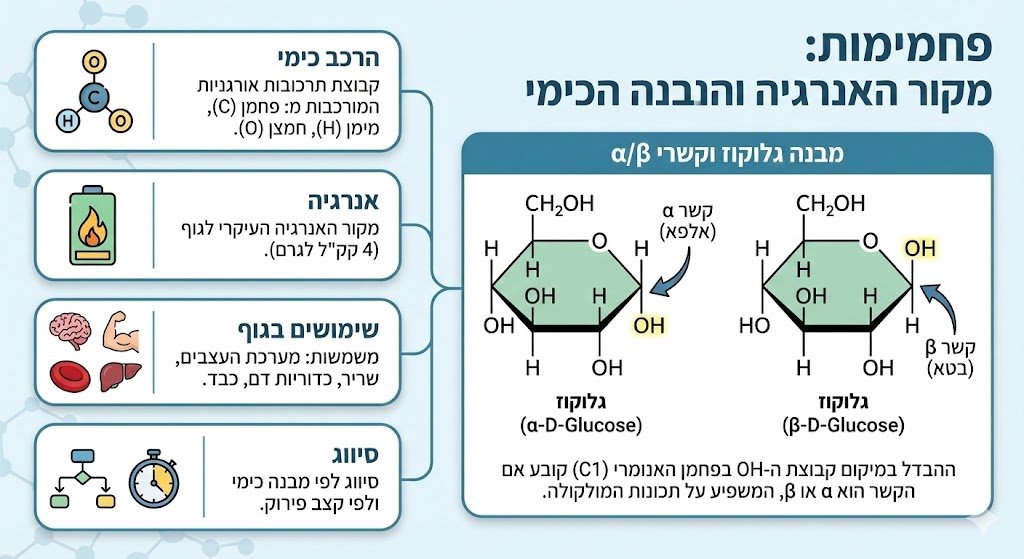 פחמימות:
מקור האנרגיה והנבנה הכימי
הרכב כימי
קבוצת תרכובות אורגניות
המורכבות מ: פחמן (C),
מימן (H), חמצן (O).
O
C
H
O
אנרגיה
מקור האנרגיה העיקרי לגוף
(4 קק"ל לגרם).
שימושים בגוף
משמשות: מערכת העצבים,
שריר, כדוריות דם, כבד.
סיווג
סיווג לפי מבנה כימי
ולפי קצב פירוק.
מבנה גלוקוז וקשרי α/β
CH₂OH
קשר α
(אלפא)
H
O
H
H
OH
H
OH
OH
H
OH
גלוקוז
(α-D-Glucose)
CH₂OH
H
O
OH
H
OH
H
HO
H
H
OH
קשר β
(בטא)
גלוקוז
(β-D-Glucose)
ההבדל במיקום קבוצת ה-OH בפחמן האנומרי (C1) קובע אם
הקשר הוא α או β, המשפיע על תכונות המולקולה.